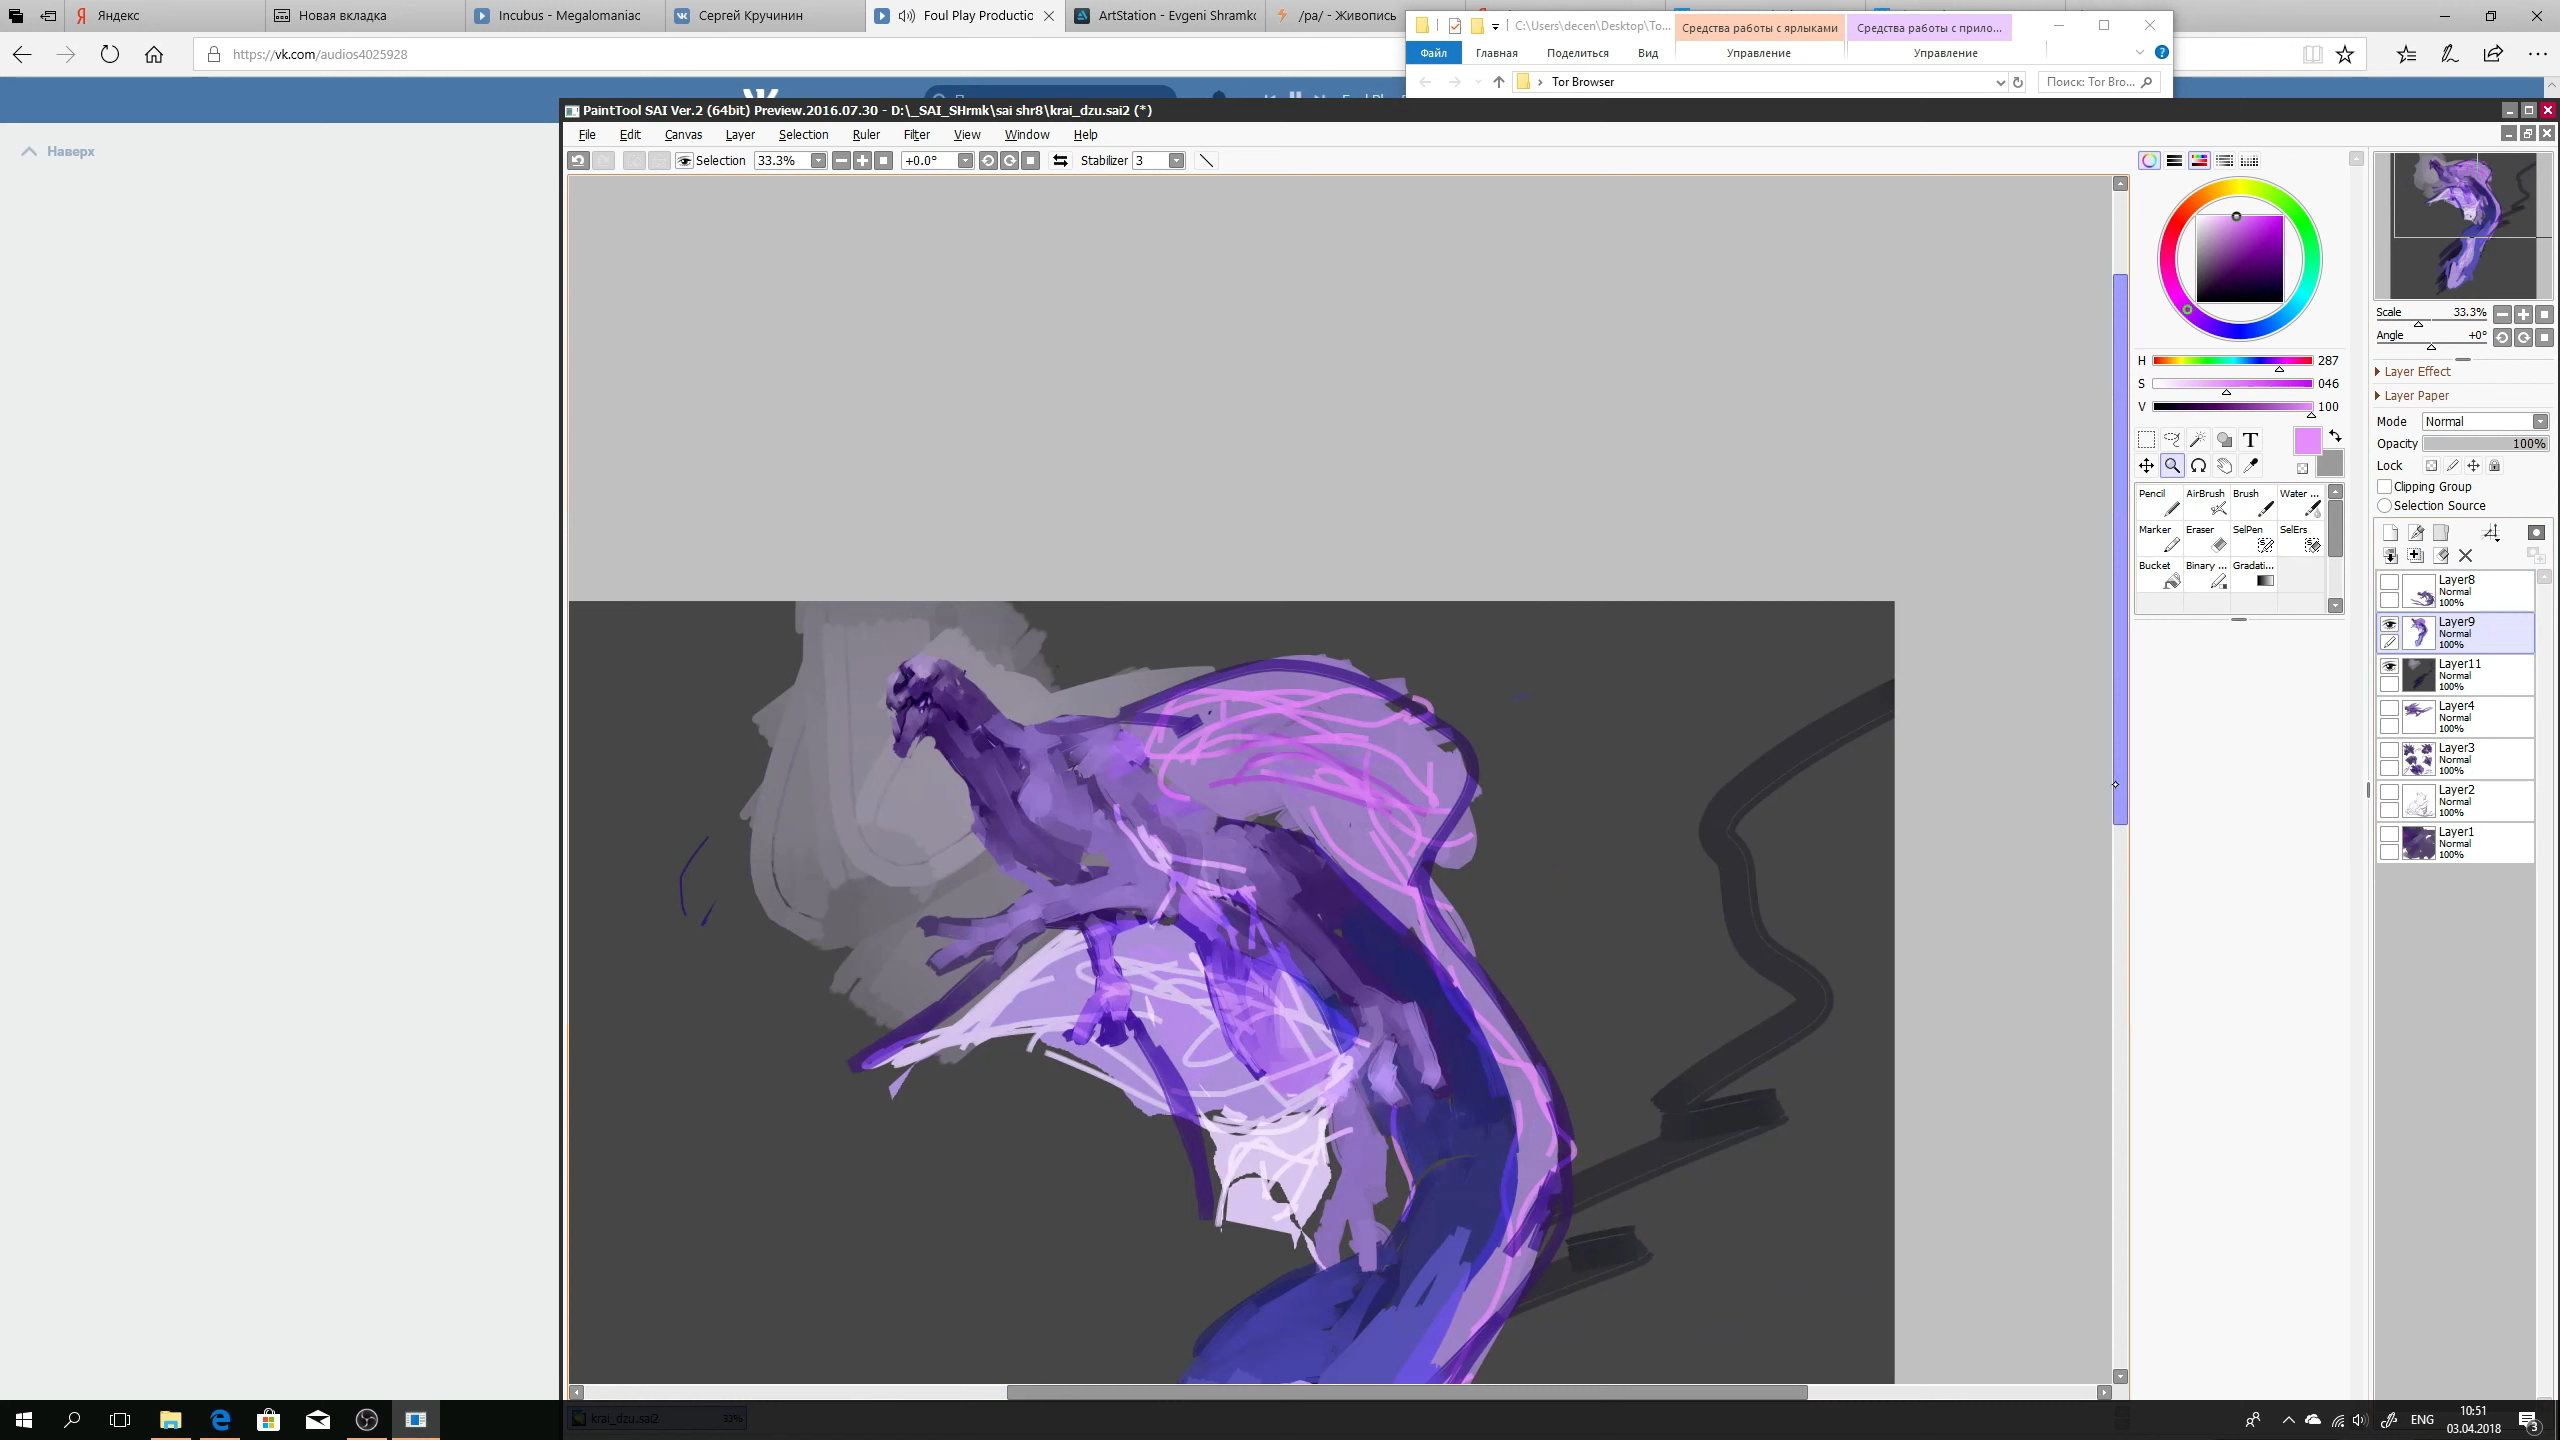 Яндекс
Новая вкладка
Incubus - Megalomaniac
Сергей Кручинин
Foul Play Productio
ArtStation - Evgeni Shramko
/pa/ - Живопись
https://vk.com/audios4025928
C:\Users\decen\Desktop\To...
Средства работы с ярлыками
Средства работы с прило...
Файл
Главная
Поделиться
Вид
Управление
Управление
Tor Browser
Поиск: Tor Bro...
Наверх
PaintTool SAI Ver.2 (64bit) Preview.2016.07.30 - D:\_SAI_SHrmk\sai shr8\krai_dzu.sai2 (*)
File Edit Canvas Layer Selection Ruler Filter View Window Help
Selection 33.3% +0.0° Stabilizer 3
H 287
S 046
V 100
T
Pencil AirBrush Brush Water ...
Marker Eraser SelPen SelErs
Bucket Binary ... Gradati...
Scale 33.3%
Angle +0°
Layer Effect
Layer Paper
Mode Normal
Opacity 100%
Lock
Clipping Group
Selection Source
Layer8
Normal
100%
Layer9
Normal
100%
Layer11
Normal
100%
Layer4
Normal
100%
Layer3
Normal
100%
Layer2
Normal
100%
Layer1
Normal
100%
krai_dzu.sai2 33%
ENG
10:51
03.04.2018
3